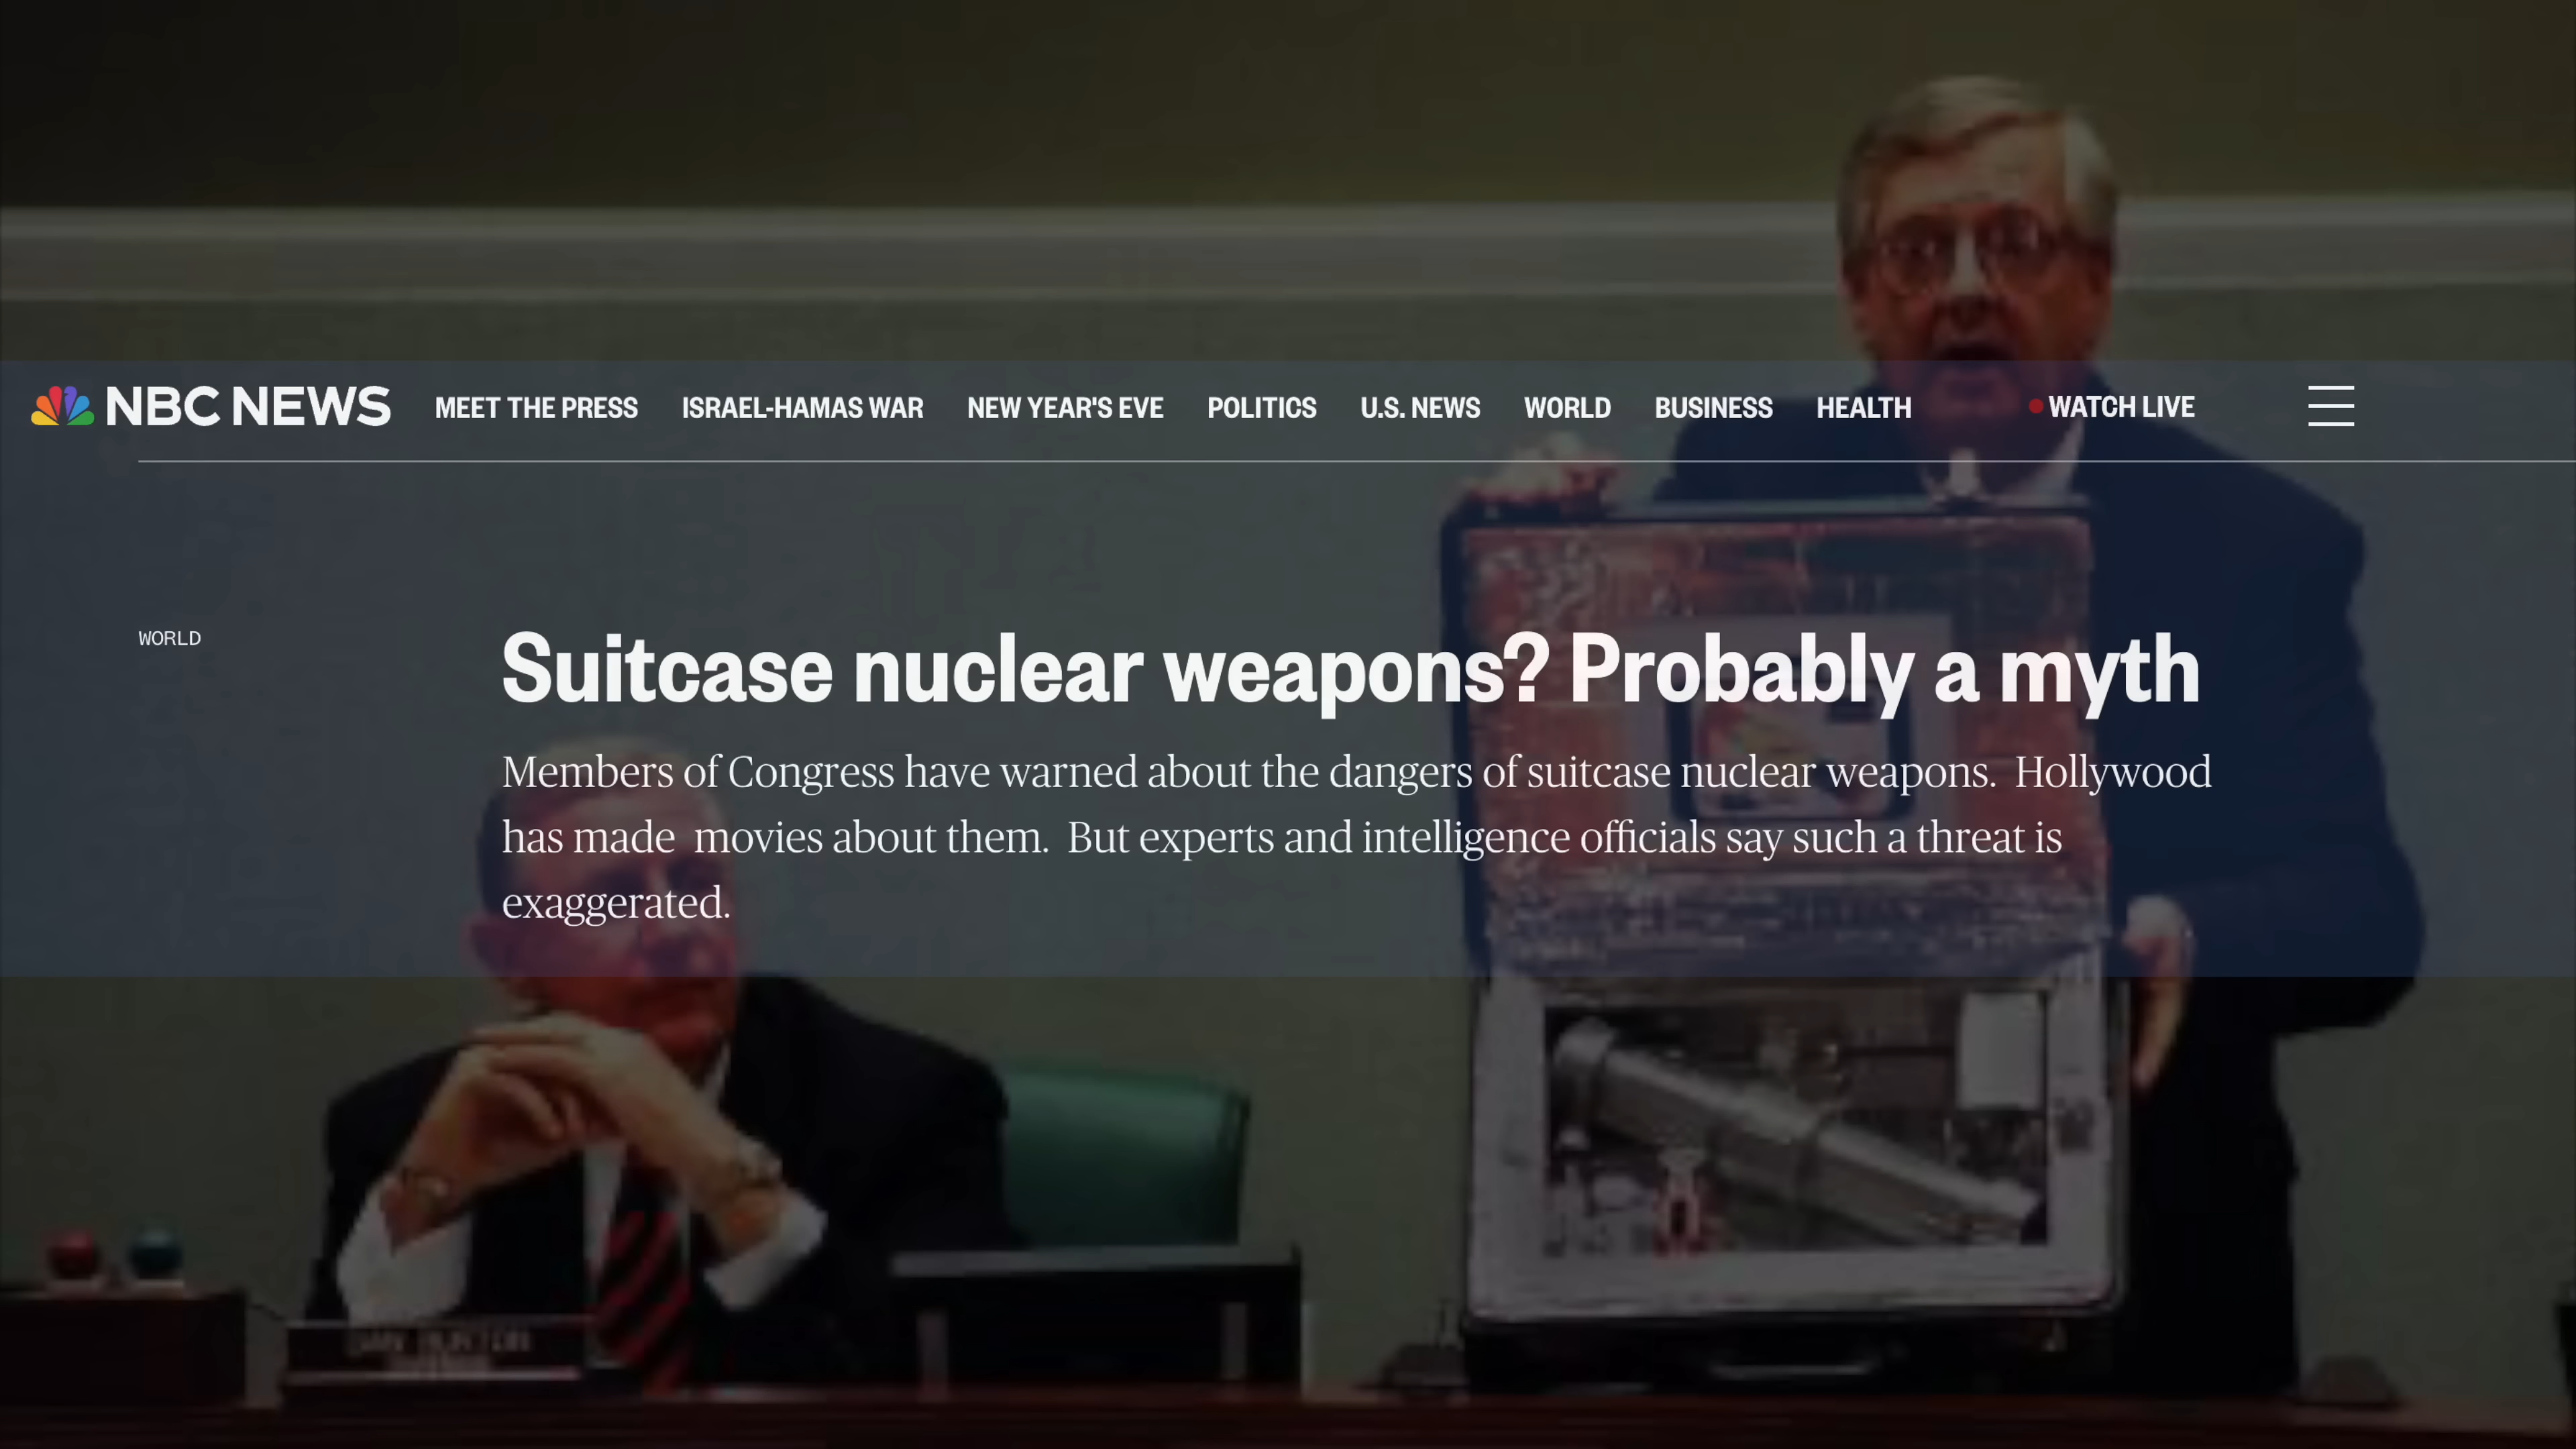 NBC NEWS MEET THE PRESS ISRAEL-HAMAS WAR NEW YEAR'S EVE POLITICS U.S. NEWS WORLD BUSINESS HEALTH WATCH LIVE
WORLD
Suitcase nuclear weapons? Probably a myth
Members of Congress have warned about the dangers of suitcase nuclear weapons. Hollywood
has made movies about them. But experts and intelligence officials say such a threat is
exaggerated.